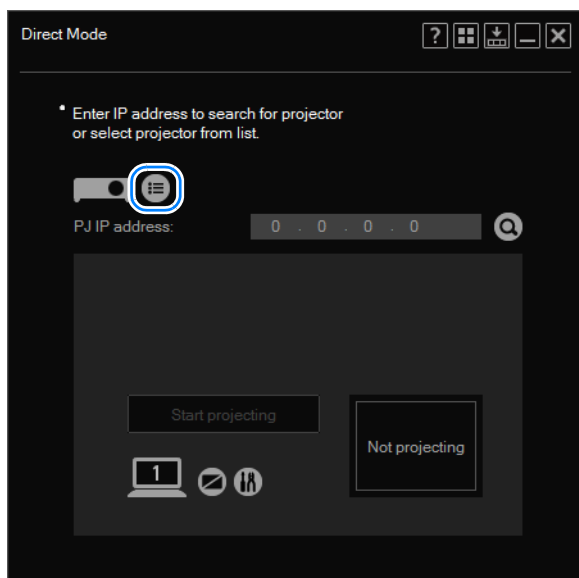 Direct Mode
?
Enter IP address to search for projector
or select projector from list.
PJ IP address: 0 . 0 . 0 . 0
Start projecting
Not projecting
1